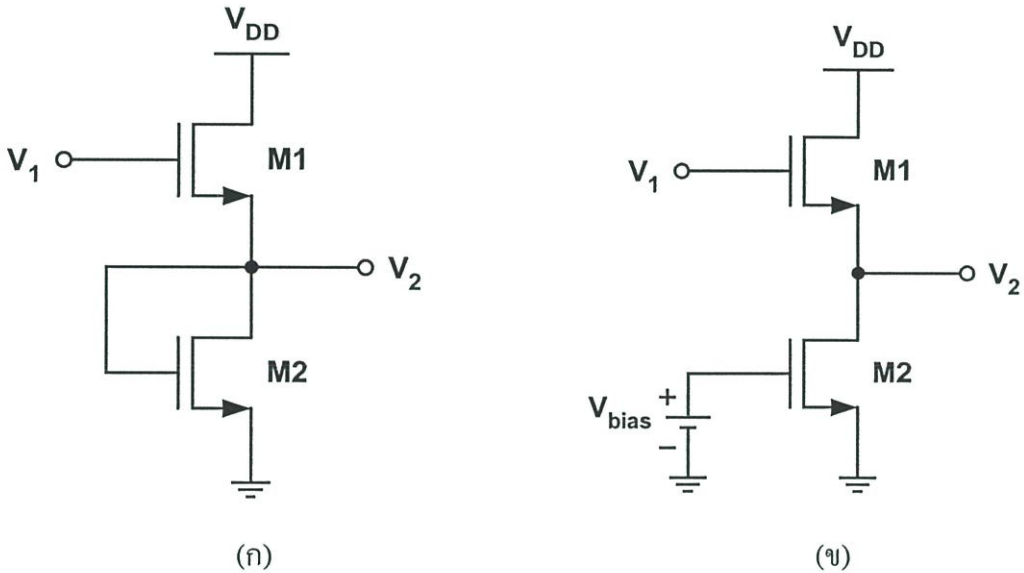 V_DD
V_1
M1
V_2
M2
(ก)
V_DD
V_1
M1
V_2
M2
V_bias
+
−
(ข)